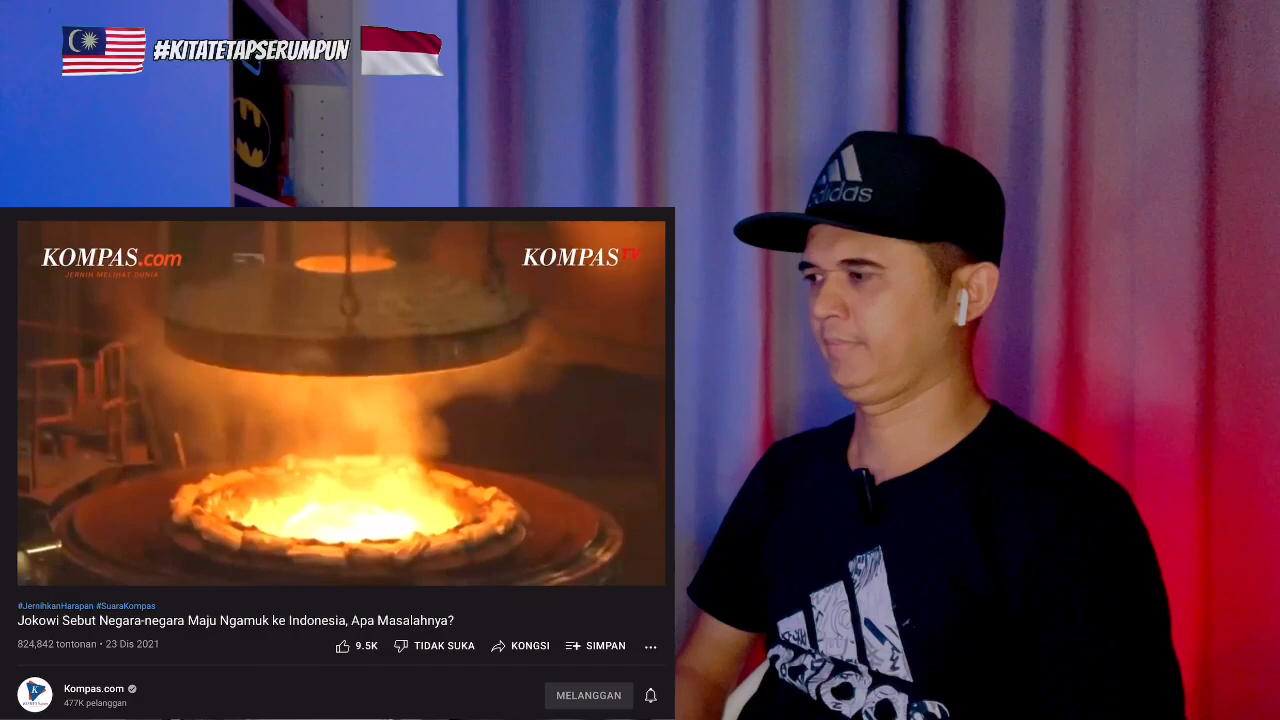 #KITATETAPSERUMPUN
KOMPAS.com
JERNIH MELIHAT DUNIA
KOMPAS TV
adidas
#JernihkanHarapan #SuaraKompas
Jokowi Sebut Negara-negara Maju Ngamuk ke Indonesia, Apa Masalahnya?
824,842 tontonan • 23 Dis 2021
9.5K
TIDAK SUKA
KONGSI
SIMPAN
Kompas.com
477K pelanggan
MELANGGAN